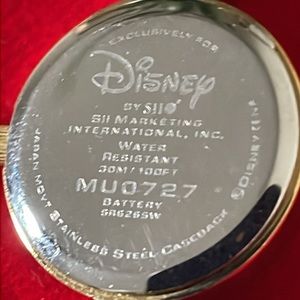 EXCLUSIVELY FOR
Disney
BY SII®
SII MARKETING
INTERNATIONAL, INC.
WATER
RESISTANT
30M / 100FT
MU0727
BATTERY
SR626SW
JAPAN MOVT STAINLESS STEEL CASEBACK
©DISNEY